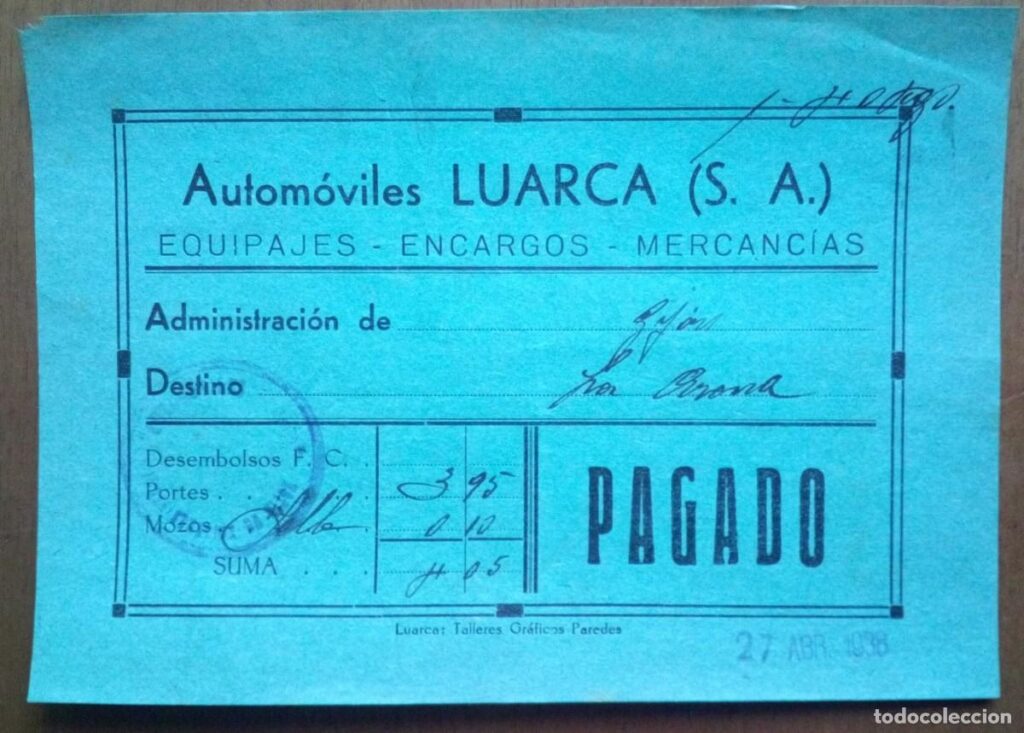 Automóviles LUARCA (S. A.)
EQUIPAJES - ENCARGOS - MERCANCÍAS
Administración de Gijón
Destino La Coruña
Desembolsos F. C. .
Portes . . . 3 95
Mozos. 0 10
SUMA . . . 4 05
PAGADO
Luarca: Talleres Gráficos Paredes
27 ABR. 1938
todocoleccion